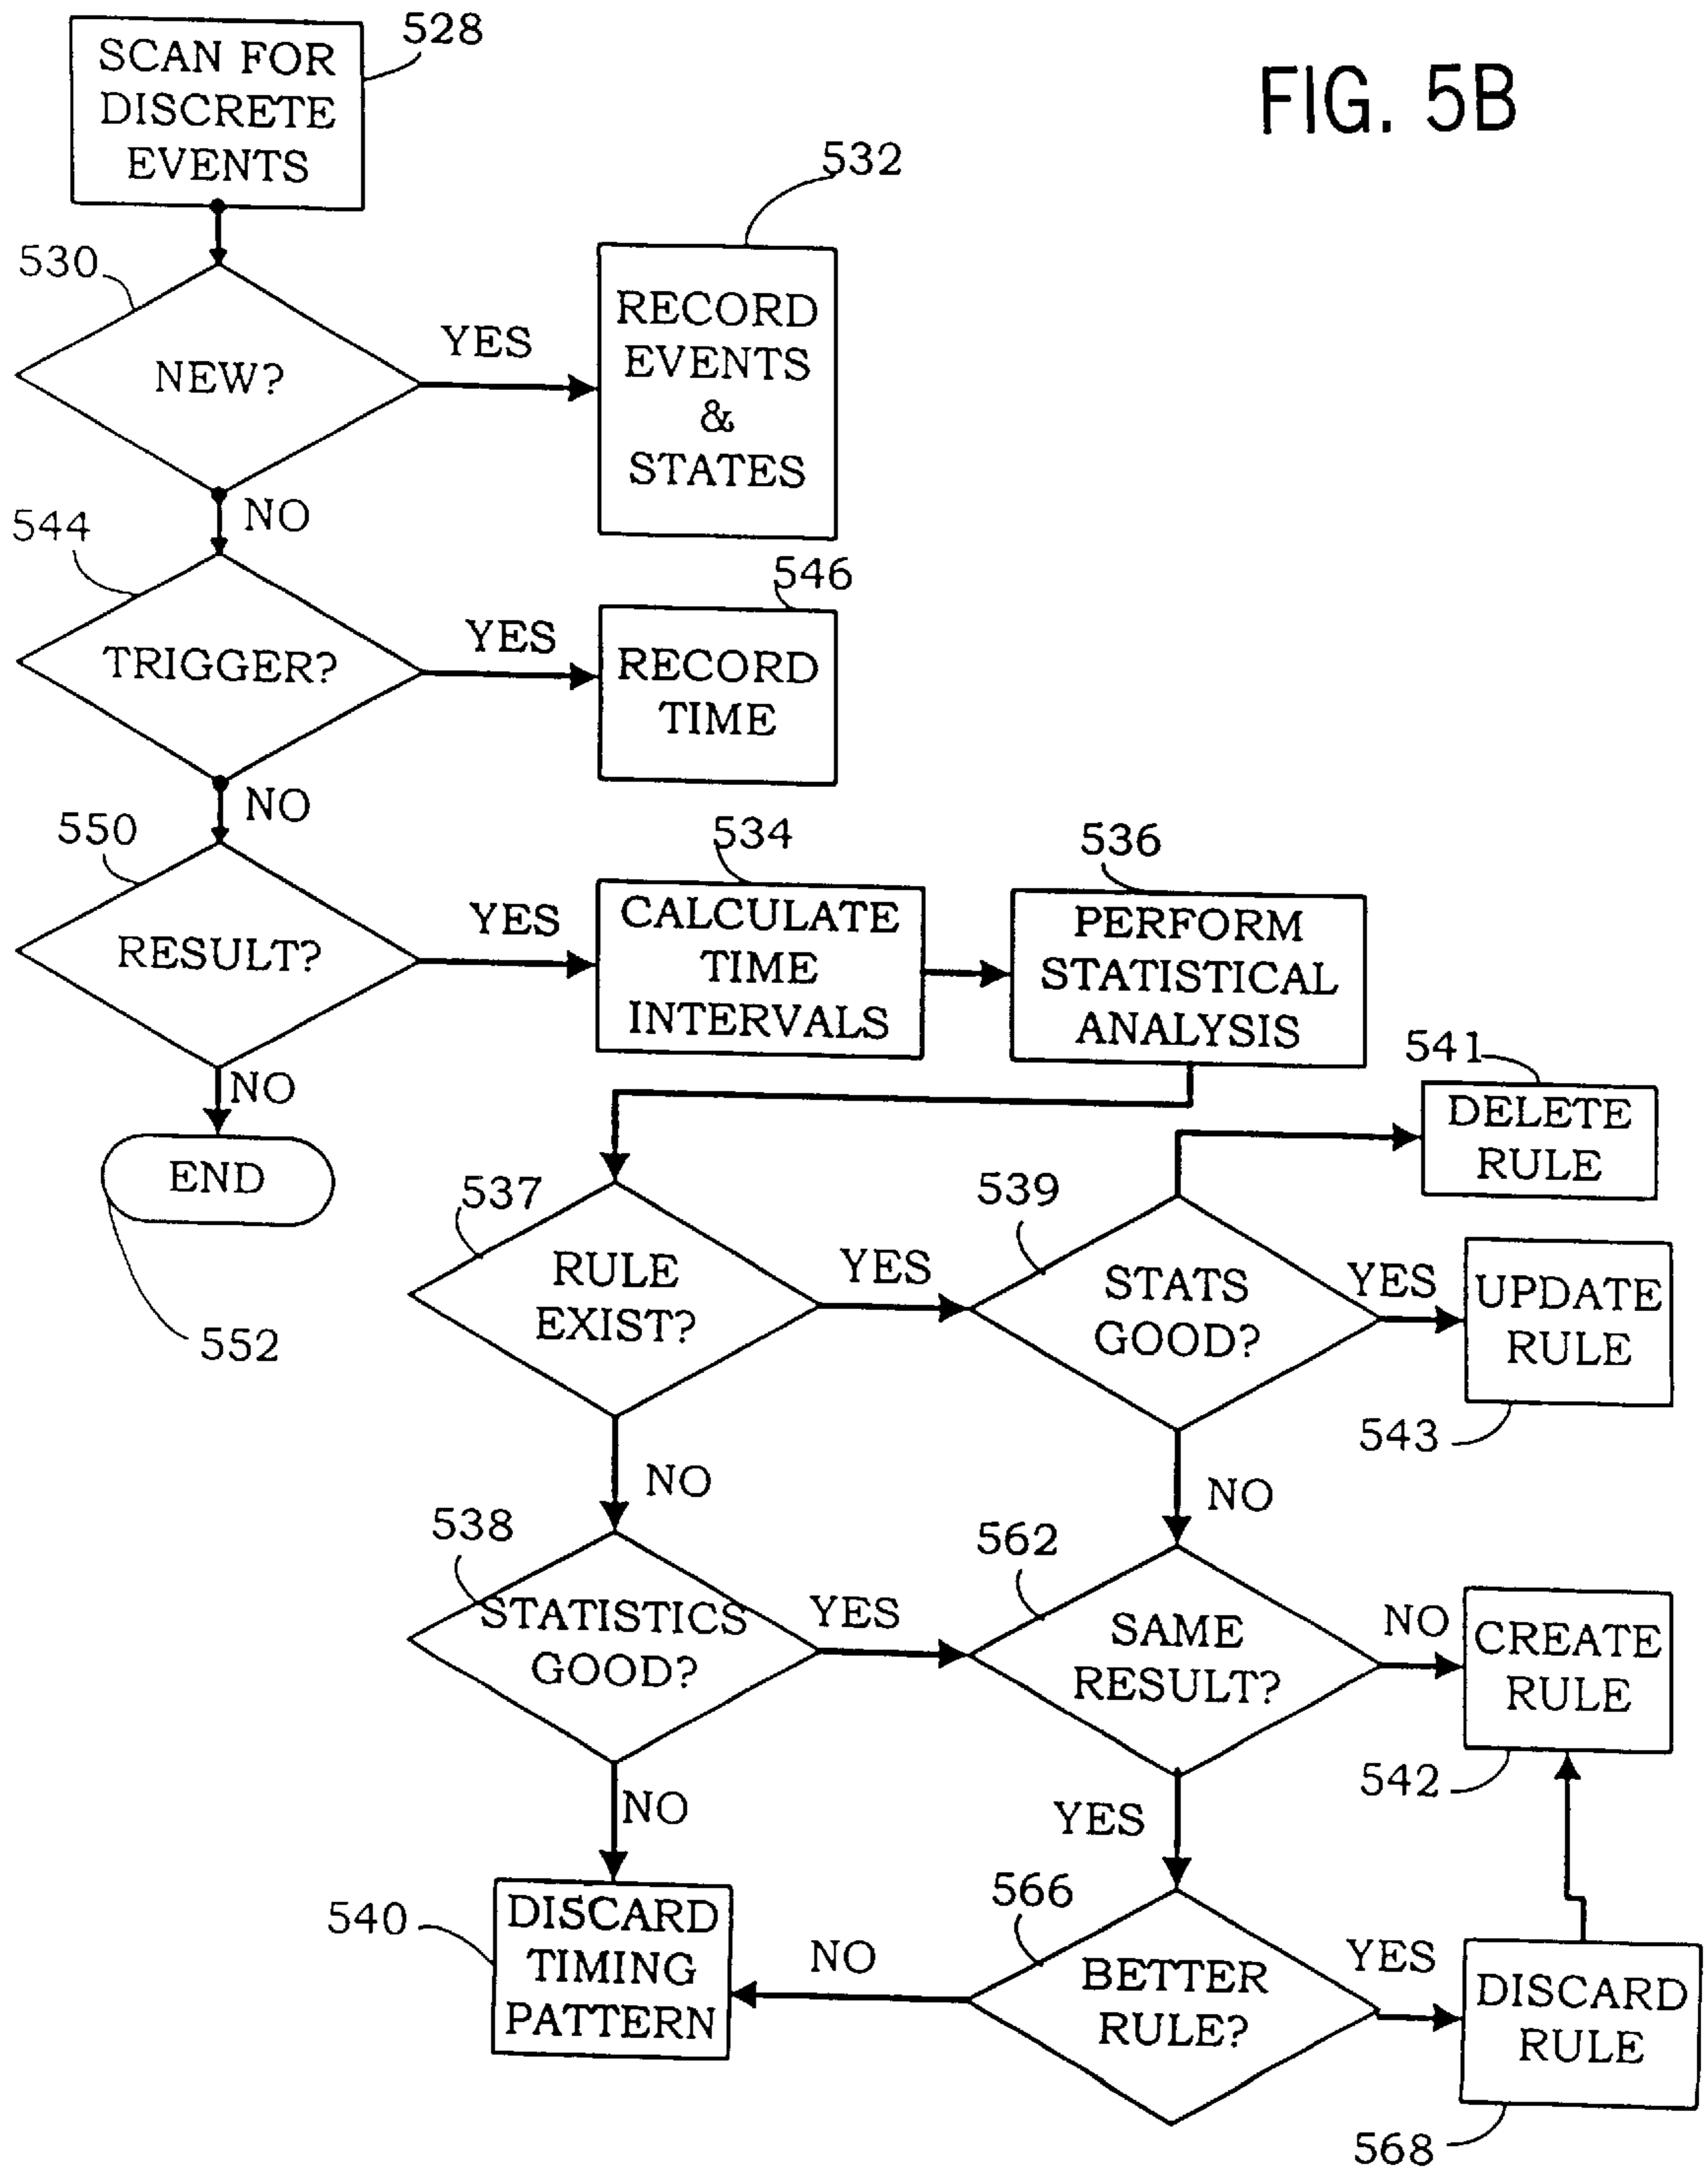 FIG. 5B
528
SCAN FOR
DISCRETE
EVENTS
530
NEW?
YES
532
RECORD
EVENTS
&
STATES
NO
544
TRIGGER?
YES
546
RECORD
TIME
NO
550
RESULT?
YES
534
CALCULATE
TIME
INTERVALS
536
PERFORM
STATISTICAL
ANALYSIS
NO
END
552
537
RULE
EXIST?
YES
539
STATS
GOOD?
541
DELETE
RULE
YES
UPDATE
RULE
543
NO
NO
538
STATISTICS
GOOD?
YES
562
SAME
RESULT?
NO
CREATE
RULE
542
NO
YES
540
DISCARD
TIMING
PATTERN
NO
566
BETTER
RULE?
YES
DISCARD
RULE
568